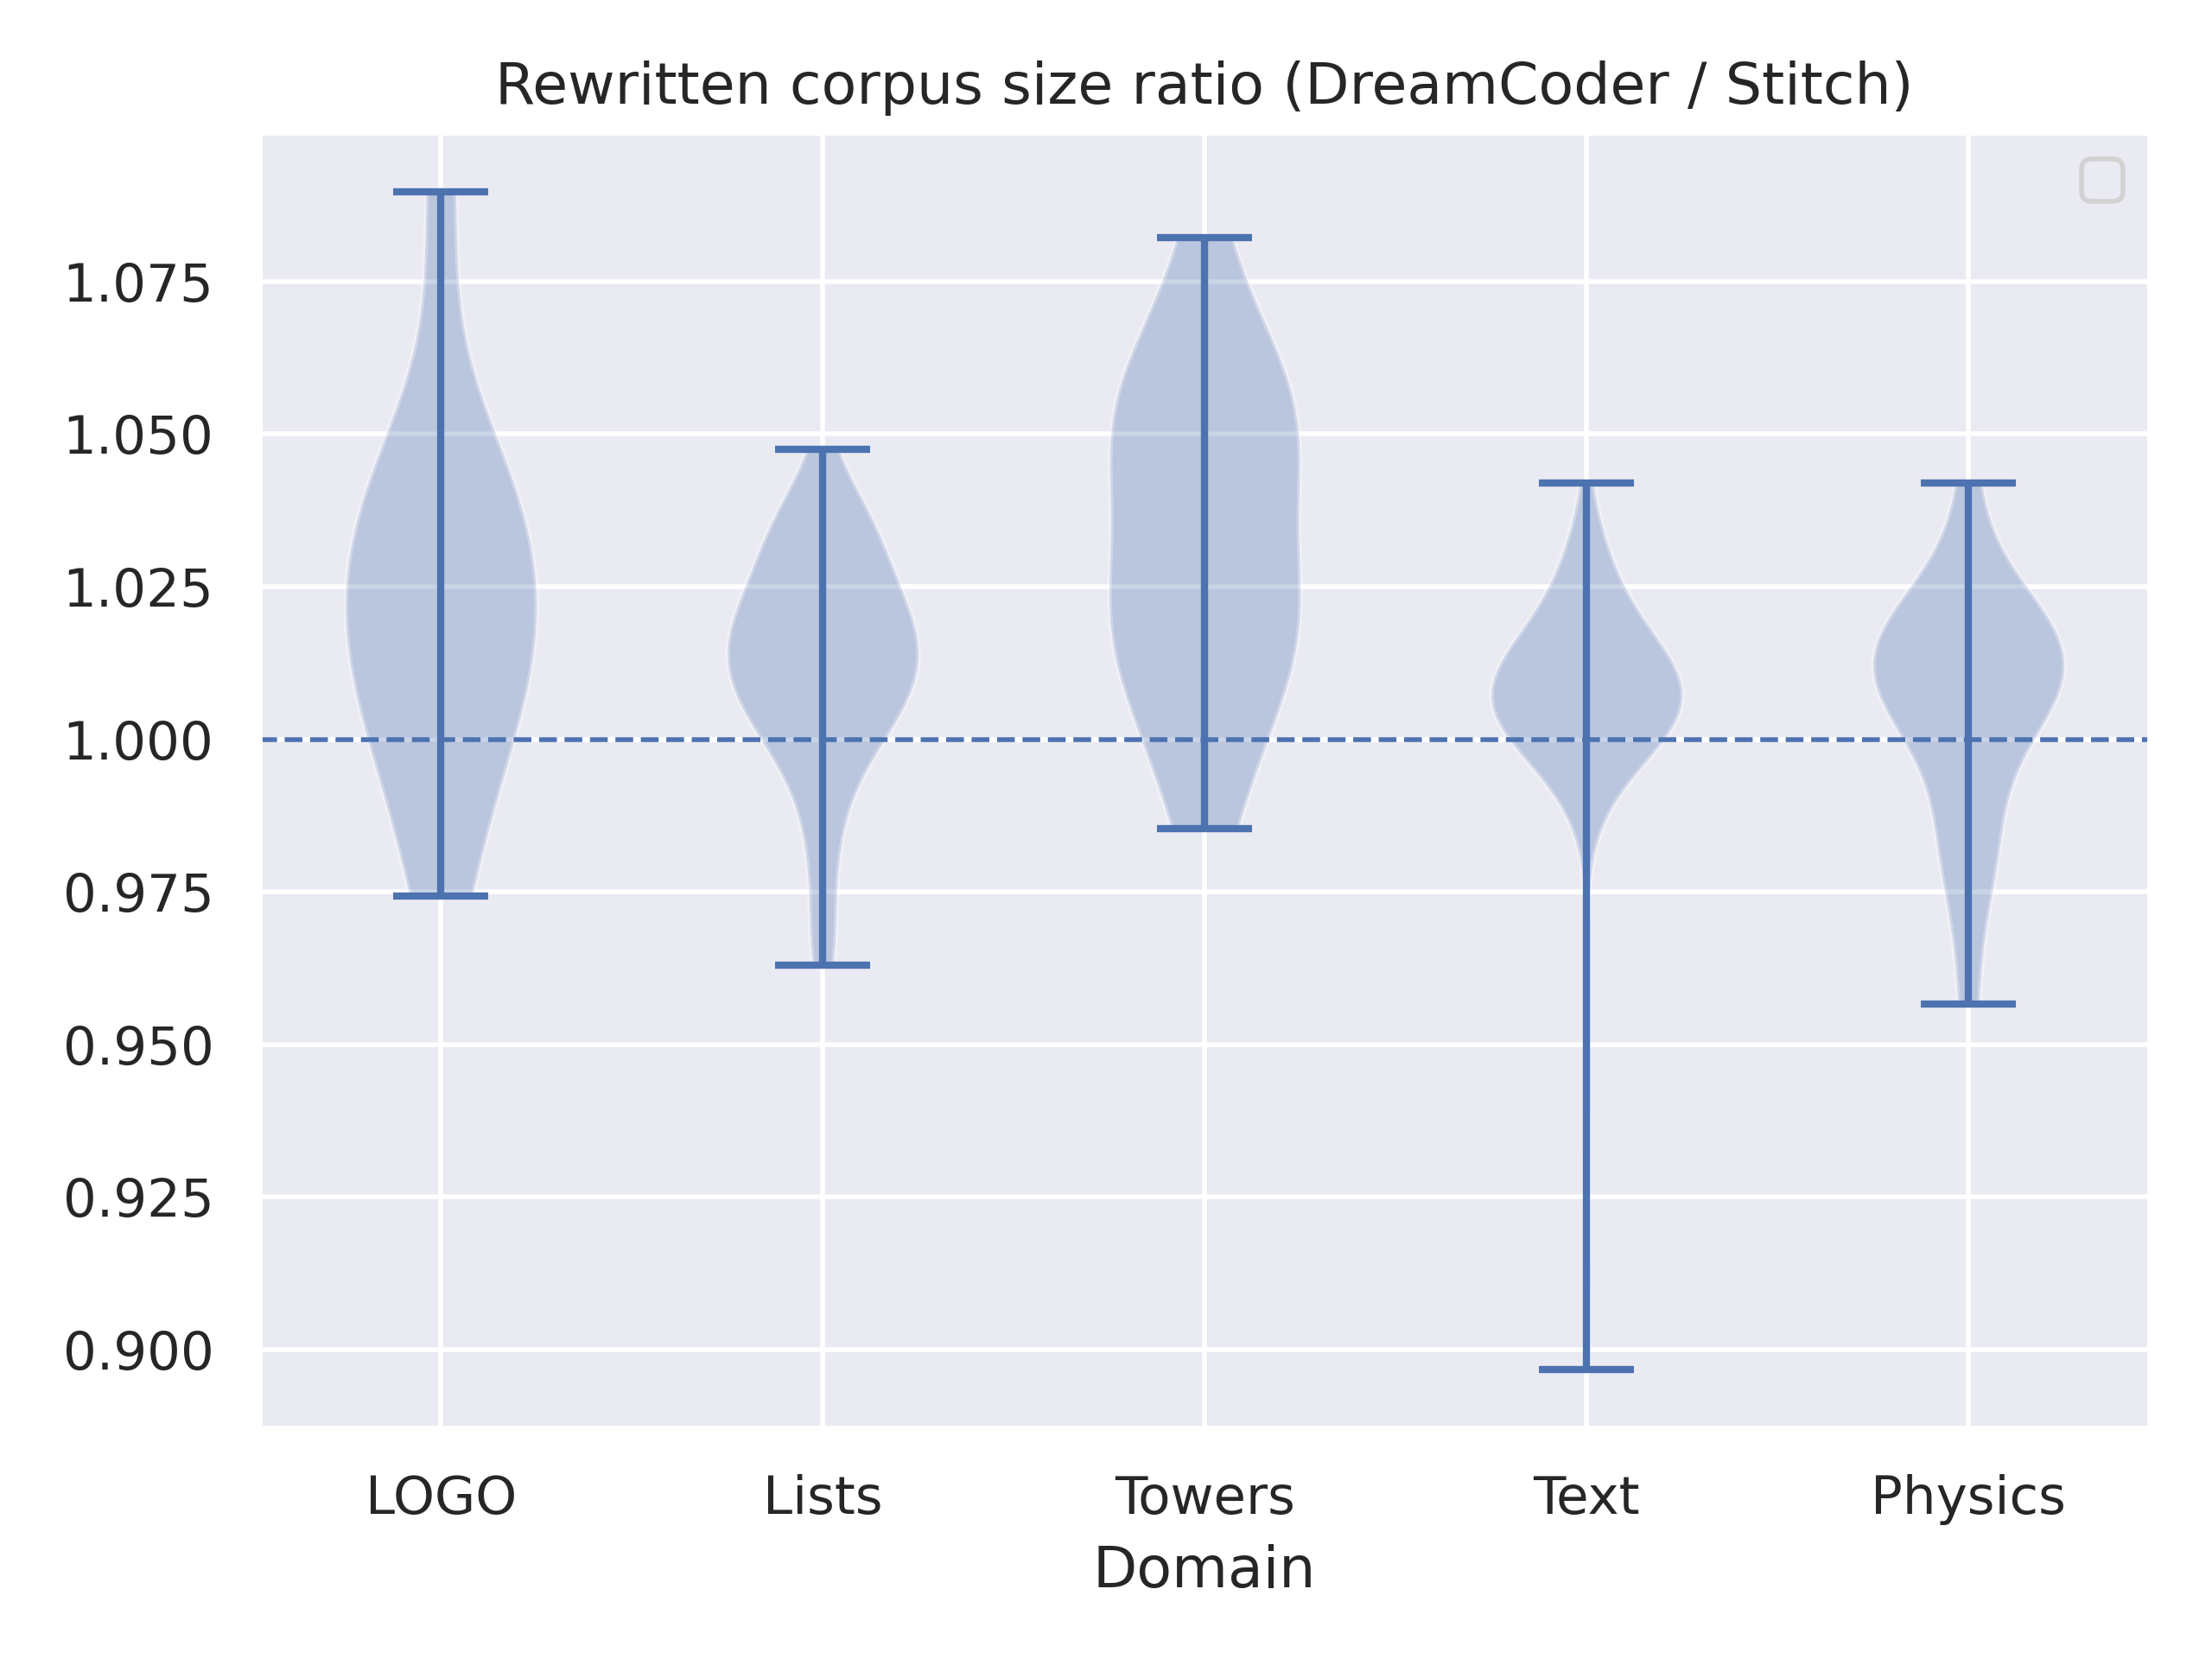 Rewritten corpus size ratio (DreamCoder / Stitch)
1.075
1.050
1.025
1.000
0.975
0.950
0.925
0.900
LOGO Lists Towers Text Physics
Domain